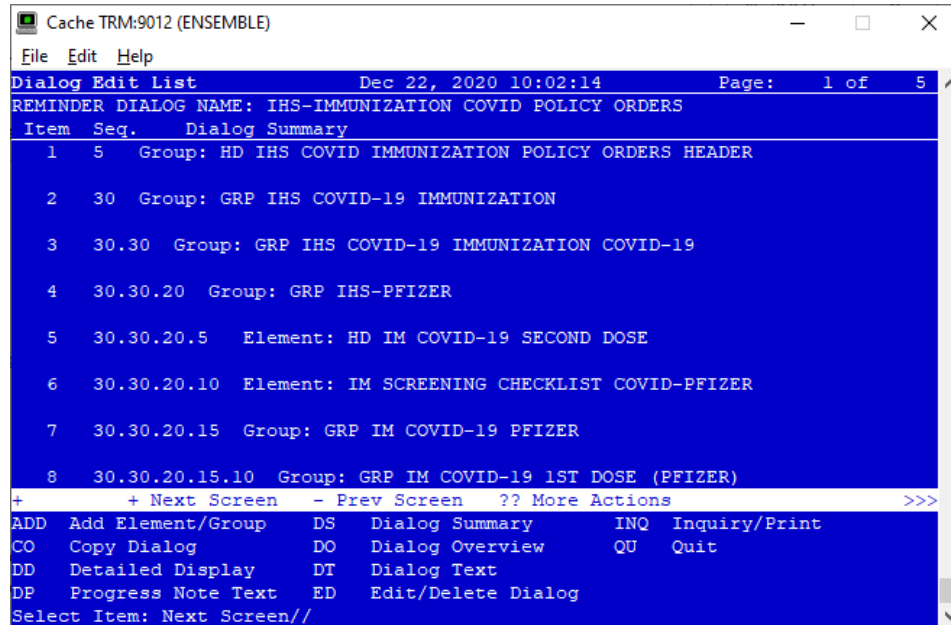 Cache TRM:9012 (ENSEMBLE)
File Edit Help
Dialog Edit List Dec 22, 2020 10:02:14 Page: 1 of 5
REMINDER DIALOG NAME: IHS-IMMUNIZATION COVID POLICY ORDERS
Item Seq. Dialog Summary
1 5 Group: HD IHS COVID IMMUNIZATION POLICY ORDERS HEADER
2 30 Group: GRP IHS COVID-19 IMMUNIZATION
3 30.30 Group: GRP IHS COVID-19 IMMUNIZATION COVID-19
4 30.30.20 Group: GRP IHS-PFIZER
5 30.30.20.5 Element: HD IM COVID-19 SECOND DOSE
6 30.30.20.10 Element: IM SCREENING CHECKLIST COVID-PFIZER
7 30.30.20.15 Group: GRP IM COVID-19 PFIZER
8 30.30.20.15.10 Group: GRP IM COVID-19 1ST DOSE (PFIZER)
+ + Next Screen - Prev Screen ?? More Actions >>>
ADD Add Element/Group DS Dialog Summary INQ Inquiry/Print
CO Copy Dialog DO Dialog Overview QU Quit
DD Detailed Display DT Dialog Text
DP Progress Note Text ED Edit/Delete Dialog
Select Item: Next Screen//